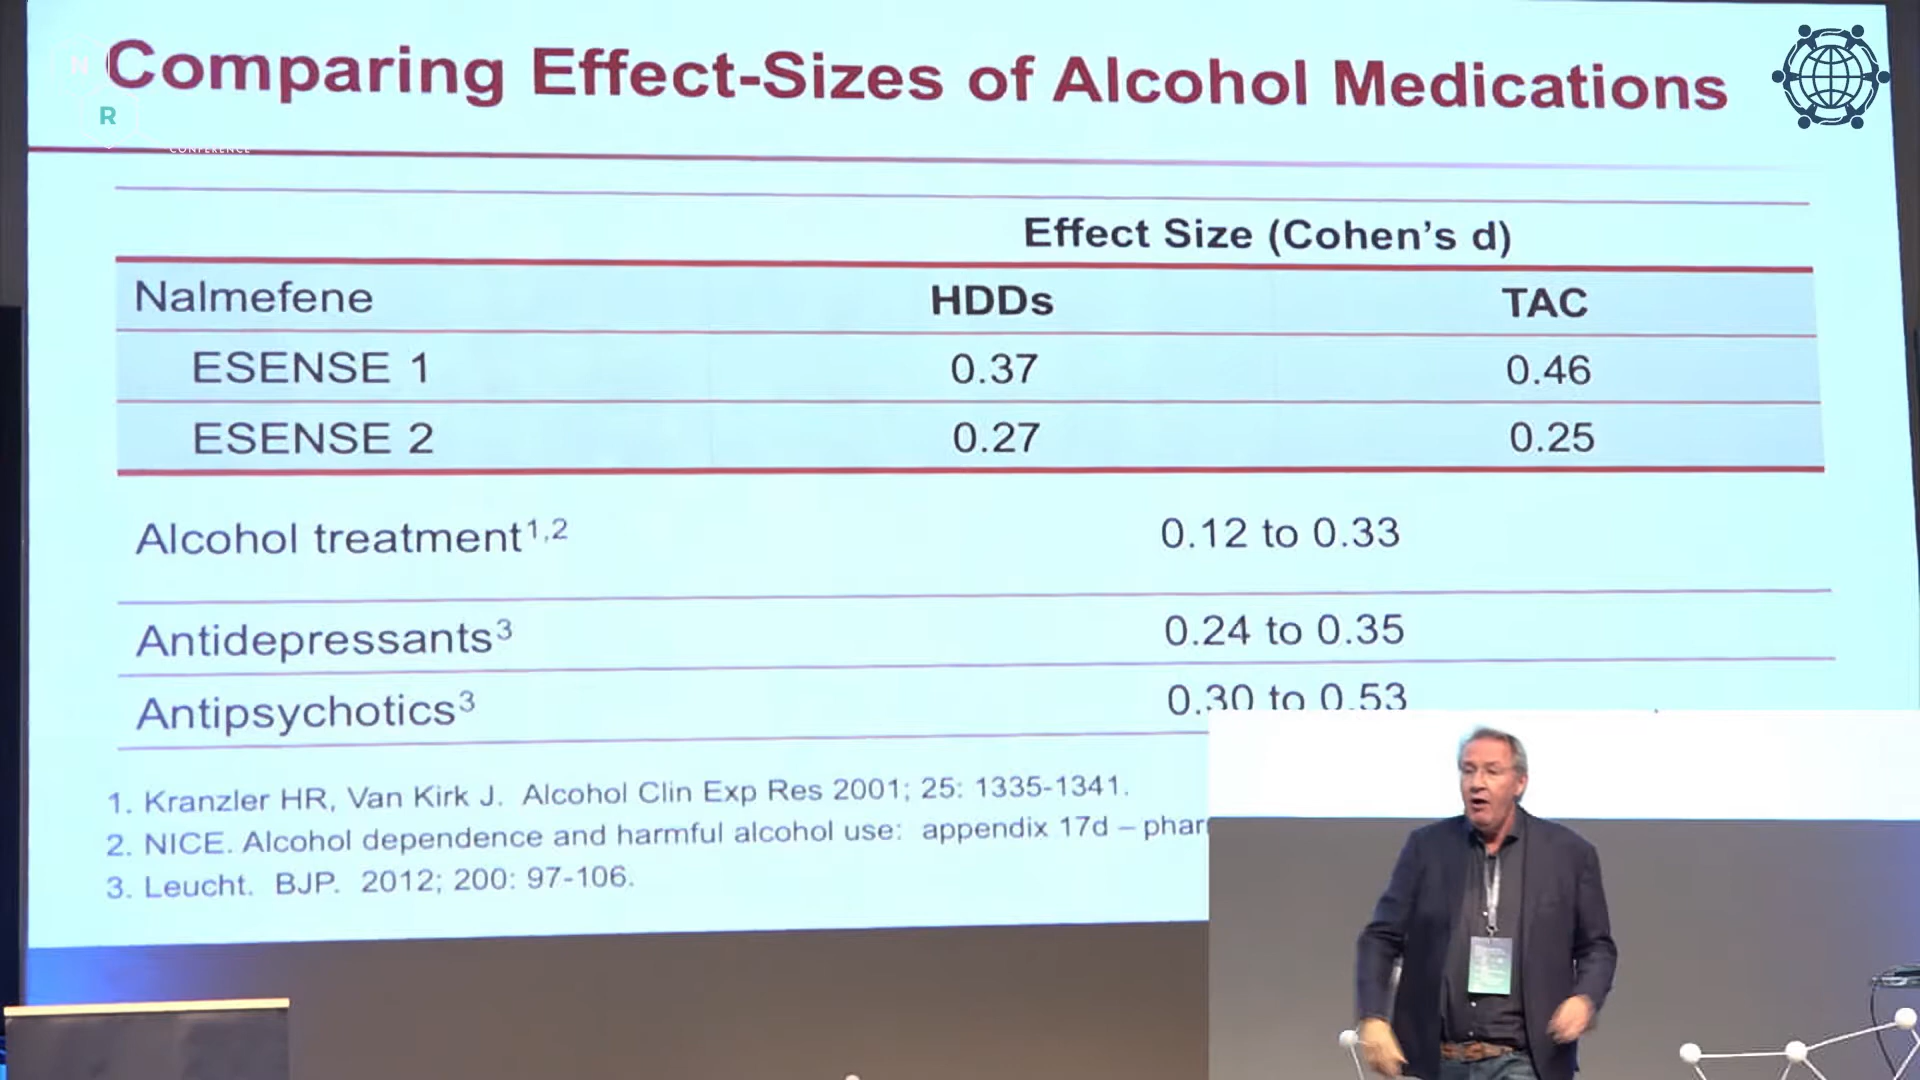 N
R
CONFERENCE
Comparing Effect-Sizes of Alcohol Medications
Effect Size (Cohen's d)
Nalmefene HDDs TAC
ESENSE 1 0.37 0.46
ESENSE 2 0.27 0.25
Alcohol treatment1,2 0.12 to 0.33
Antidepressants3 0.24 to 0.35
Antipsychotics3 0.30 to 0.53
1. Kranzler HR, Van Kirk J. Alcohol Clin Exp Res 2001; 25: 1335-1341.
2. NICE. Alcohol dependence and harmful alcohol use: appendix 17d – phar
3. Leucht. BJP. 2012; 200: 97-106.